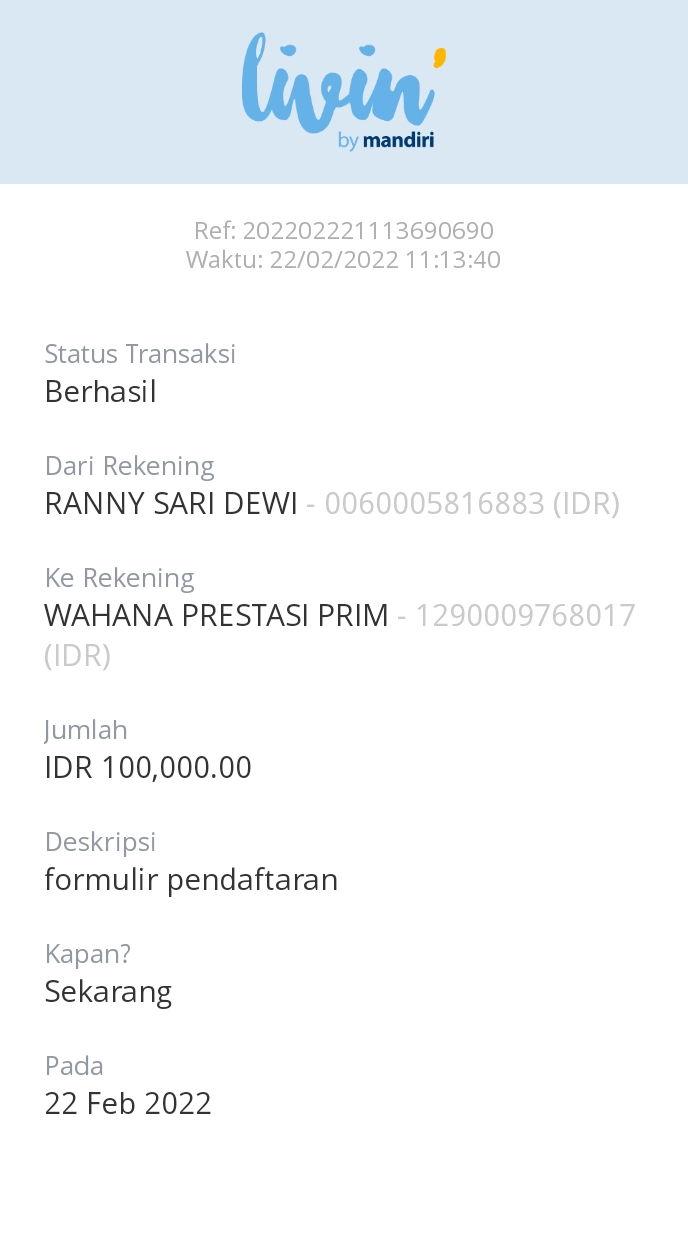 livin'
by mandiri
Ref: 202202221113690690
Waktu: 22/02/2022 11:13:40
Status Transaksi
Berhasil
Dari Rekening
RANNY SARI DEWI - 0060005816883 (IDR)
Ke Rekening
WAHANA PRESTASI PRIM - 1290009768017
(IDR)
Jumlah
IDR 100,000.00
Deskripsi
formulir pendaftaran
Kapan?
Sekarang
Pada
22 Feb 2022